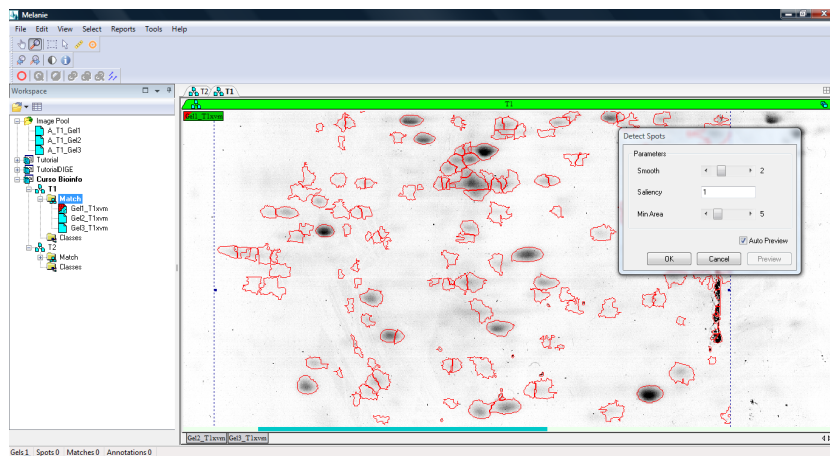 Melanie
File Edit View Select Reports Tools Help
Workspace
T2 T1
T1
Image Pool
A_T1_Gel1
A_T1_Gel2
A_T1_Gel3
Tutorial
TutorialDIGE
Curso Bioinfo
T1
Match
Gel1_T1xvm
Gel2_T1xvm
Gel3_T1xvm
Classes
T2
Match
Classes
Gel1_T1xvm
Detect Spots
Parameters
Smooth 2
Saliency 1
Min Area 5
Auto Preview
OK Cancel Preview
Gel2_T1xvm Gel3_T1xvm
Gels 1 Spots 0 Matches 0 Annotations 0